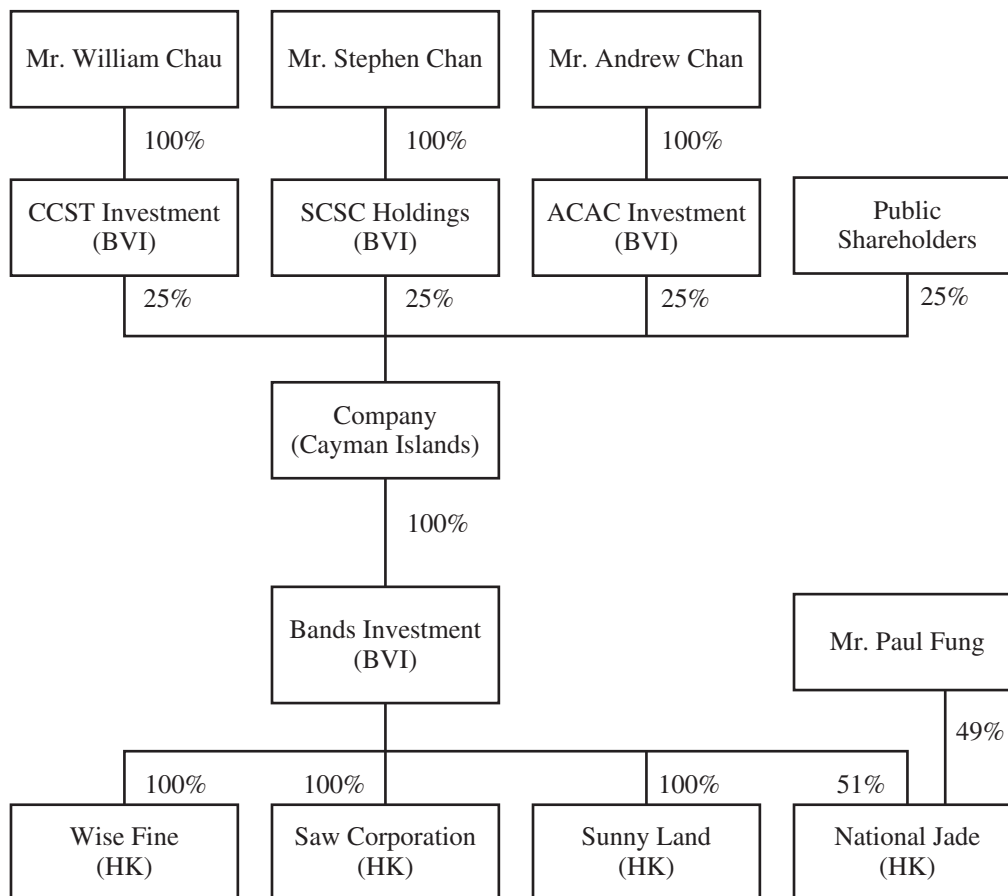 Mr. William Chau
Mr. Stephen Chan
Mr. Andrew Chan
100%
100%
100%
CCST Investment
(BVI)
SCSC Holdings
(BVI)
ACAC Investment
(BVI)
Public
Shareholders
25%
25%
25%
25%
Company
(Cayman Islands)
100%
Bands Investment
(BVI)
Mr. Paul Fung
49%
100%
100%
100%
51%
Wise Fine
(HK)
Saw Corporation
(HK)
Sunny Land
(HK)
National Jade
(HK)